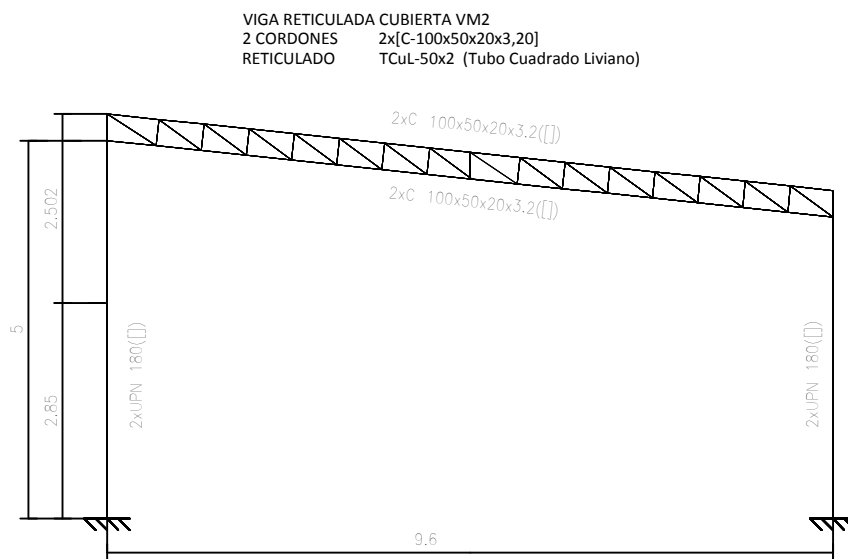 VIGA RETICULADA CUBIERTA VM2
2 CORDONES 2x[C-100x50x20x3,20]
RETICULADO TCuL-50x2 (Tubo Cuadrado Liviano)
2xC 100x50x20x3.2([])
2xC 100x50x20x3.2([])
2.502
5
2.85
2xUPN 180([])
2xUPN 180([])
9.6